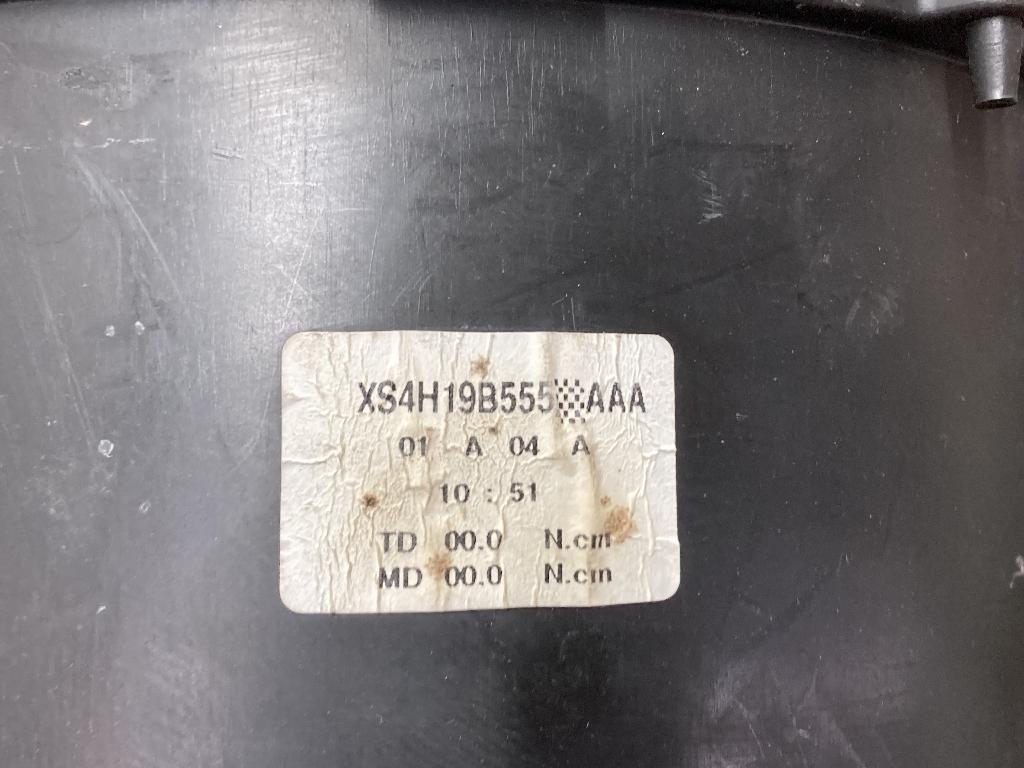 XS4H19B555▒AAA
01 A 04 A
10 : 51
TD 00.0 N.cm
MD 00.0 N.cm